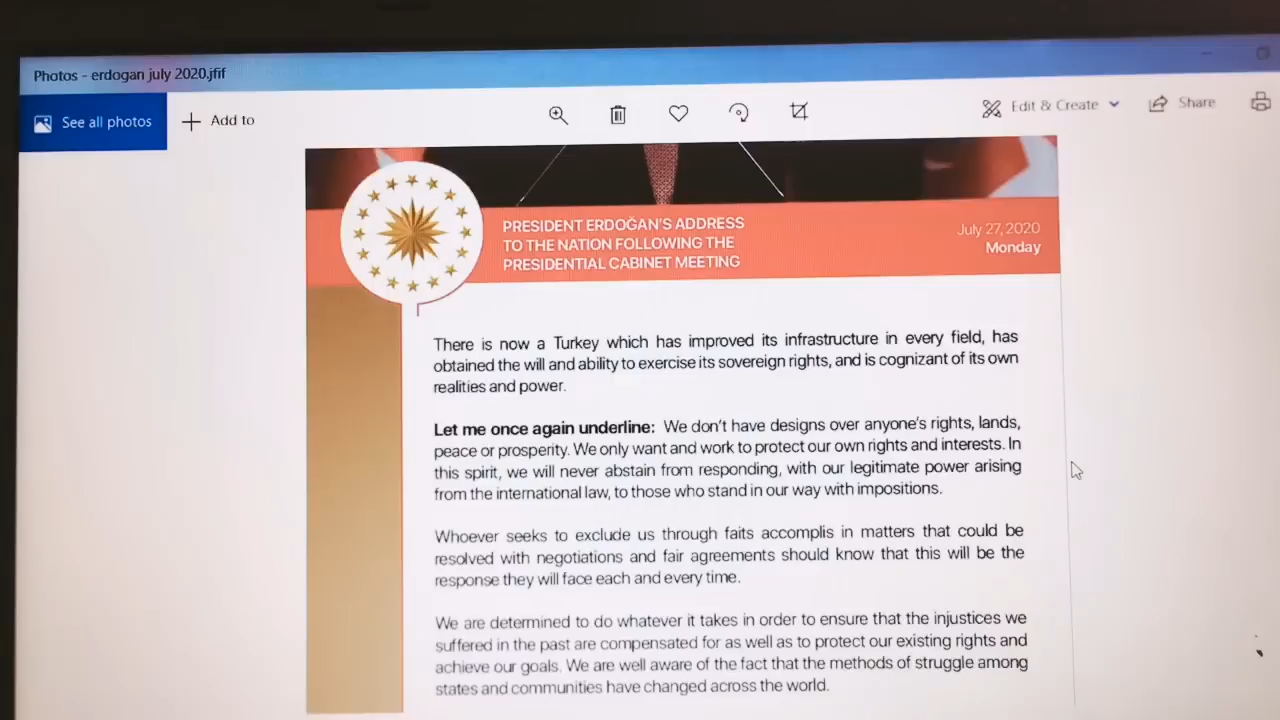 Photos - erdogan july 2020.jfif
See all photos
Add to
Edit & Create
Share
PRESIDENT ERDOĞAN'S ADDRESS
TO THE NATION FOLLOWING THE
PRESIDENTIAL CABINET MEETING
July 27, 2020
Monday
There is now a Turkey which has improved its infrastructure in every field, has
obtained the will and ability to exercise its sovereign rights, and is cognizant of its own
realities and power.
Let me once again underline: We don't have designs over anyone's rights, lands,
peace or prosperity. We only want and work to protect our own rights and interests. In
this spirit, we will never abstain from responding, with our legitimate power arising
from the international law, to those who stand in our way with impositions.
Whoever seeks to exclude us through faits accomplis in matters that could be
resolved with negotiations and fair agreements should know that this will be the
response they will face each and every time.
We are determined to do whatever it takes in order to ensure that the injustices we
suffered in the past are compensated for as well as to protect our existing rights and
achieve our goals. We are well aware of the fact that the methods of struggle among
states and communities have changed across the world.